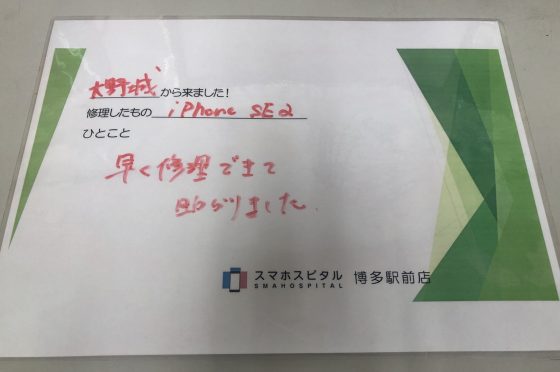 大野城から来ました!
修理したもの iPhone SE2
ひとこと
早く修理できて
助かりました。
スマホスピタル 博多駅前店
SMAHOSPITAL